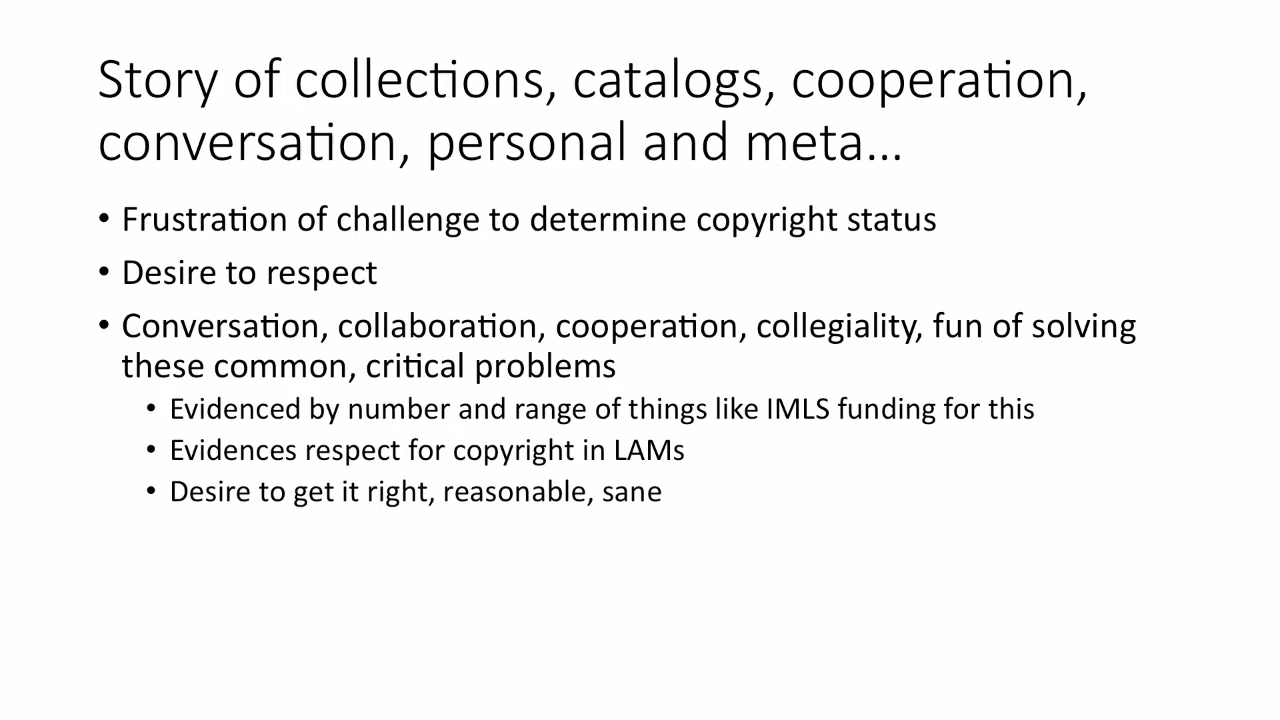 Story of collections, catalogs, cooperation,
conversation, personal and meta…
• Frustration of challenge to determine copyright status
• Desire to respect
• Conversation, collaboration, cooperation, collegiality, fun of solving
these common, critical problems
• Evidenced by number and range of things like IMLS funding for this
• Evidences respect for copyright in LAMs
• Desire to get it right, reasonable, sane